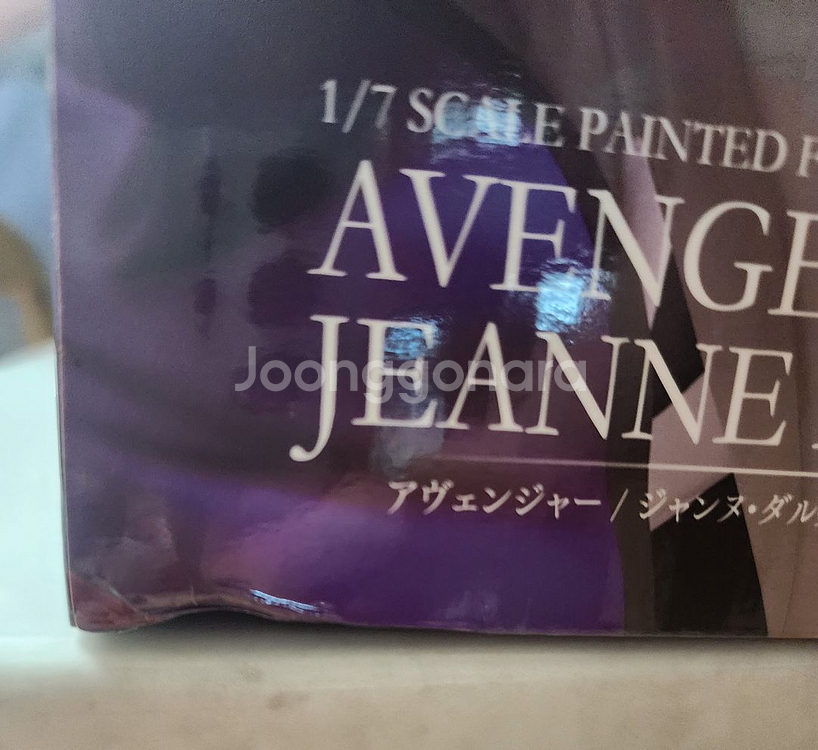 1/7 SCALE PAINTED F
AVENGE
JEANNE
Joonggonara
アヴェンジャー / ジャンヌ・ダル